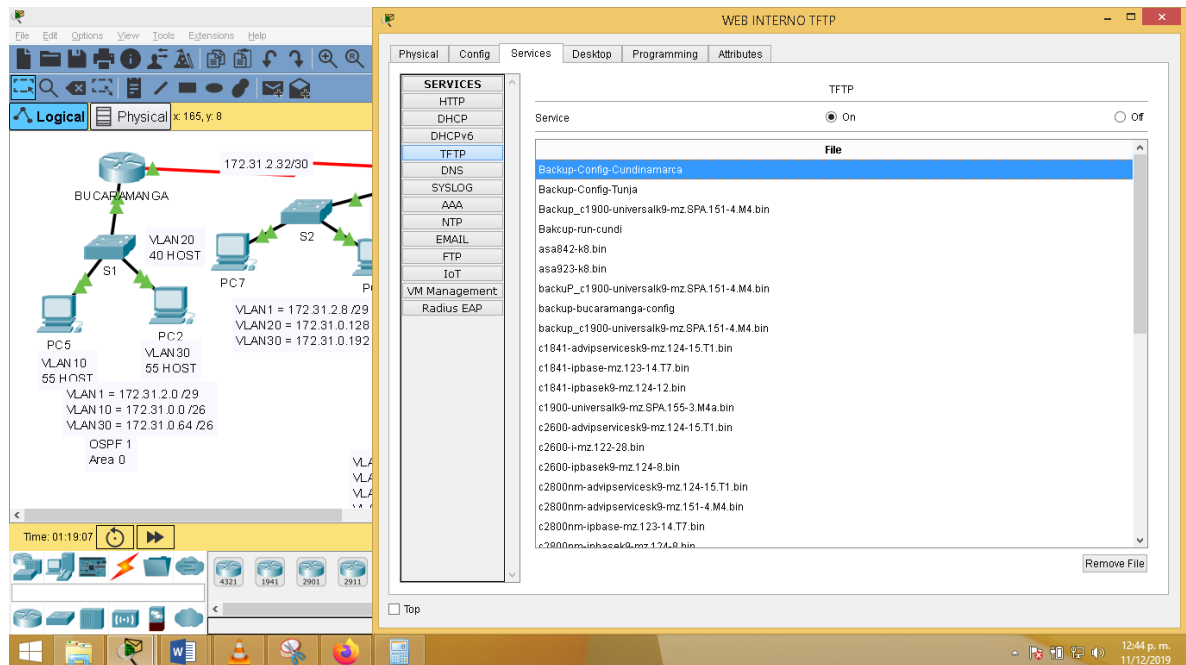 File Edit Options View Tools Extensions Help
Logical Physical x: 165, y: 8
172.31.2.32/30
BUCARAMANGA
VLAN20
40 HOST
S1
S2
PC7
PC5
PC2
VLAN 10
55 HOST
VLAN30
55 HOST
VLAN1 = 172.31.2.8 /29
VLAN20 = 172.31.0.128
VLAN30 = 172.31.0.192
VLAN1 = 172.31.2.0 /29
VLAN10 = 172.31.0.0 /26
VLAN30 = 172.31.0.64 /26
OSPF 1
Area 0
Time: 01:19:07
4321 1941 2901 2911
WEB INTERNO TFTP
Physical Config Services Desktop Programming Attributes
SERVICES
HTTP
DHCP
DHCPv6
TFTP
DNS
SYSLOG
AAA
NTP
EMAIL
FTP
IoT
VM Management
Radius EAP
TFTP
Service On Off
File
Backup-Config-Cundinamarca
Backup-Config-Tunja
Backup_c1900-universalk9-mz.SPA.151-4.M4.bin
Bakcup-run-cundi
asa842-k8.bin
asa923-k8.bin
backuP_c1900-universalk9-mz.SPA.151-4.M4.bin
backup-bucaramanga-config
backup_c1900-universalk9-mz.SPA.151-4.M4.bin
c1841-advipservicesk9-mz.124-15.T1.bin
c1841-ipbase-mz.123-14.T7.bin
c1841-ipbasek9-mz.124-12.bin
c1900-universalk9-mz.SPA.155-3.M4a.bin
c2600-advipservicesk9-mz.124-15.T1.bin
c2600-i-mz.122-28.bin
c2600-ipbasek9-mz.124-8.bin
c2800nm-advipservicesk9-mz.124-15.T1.bin
c2800nm-advipservicesk9-mz.151-4.M4.bin
c2800nm-ipbase-mz.123-14.T7.bin
c2800nm-ipbasek9-mz.124-8.bin
Remove File
Top
12:44 p. m.
11/12/2019